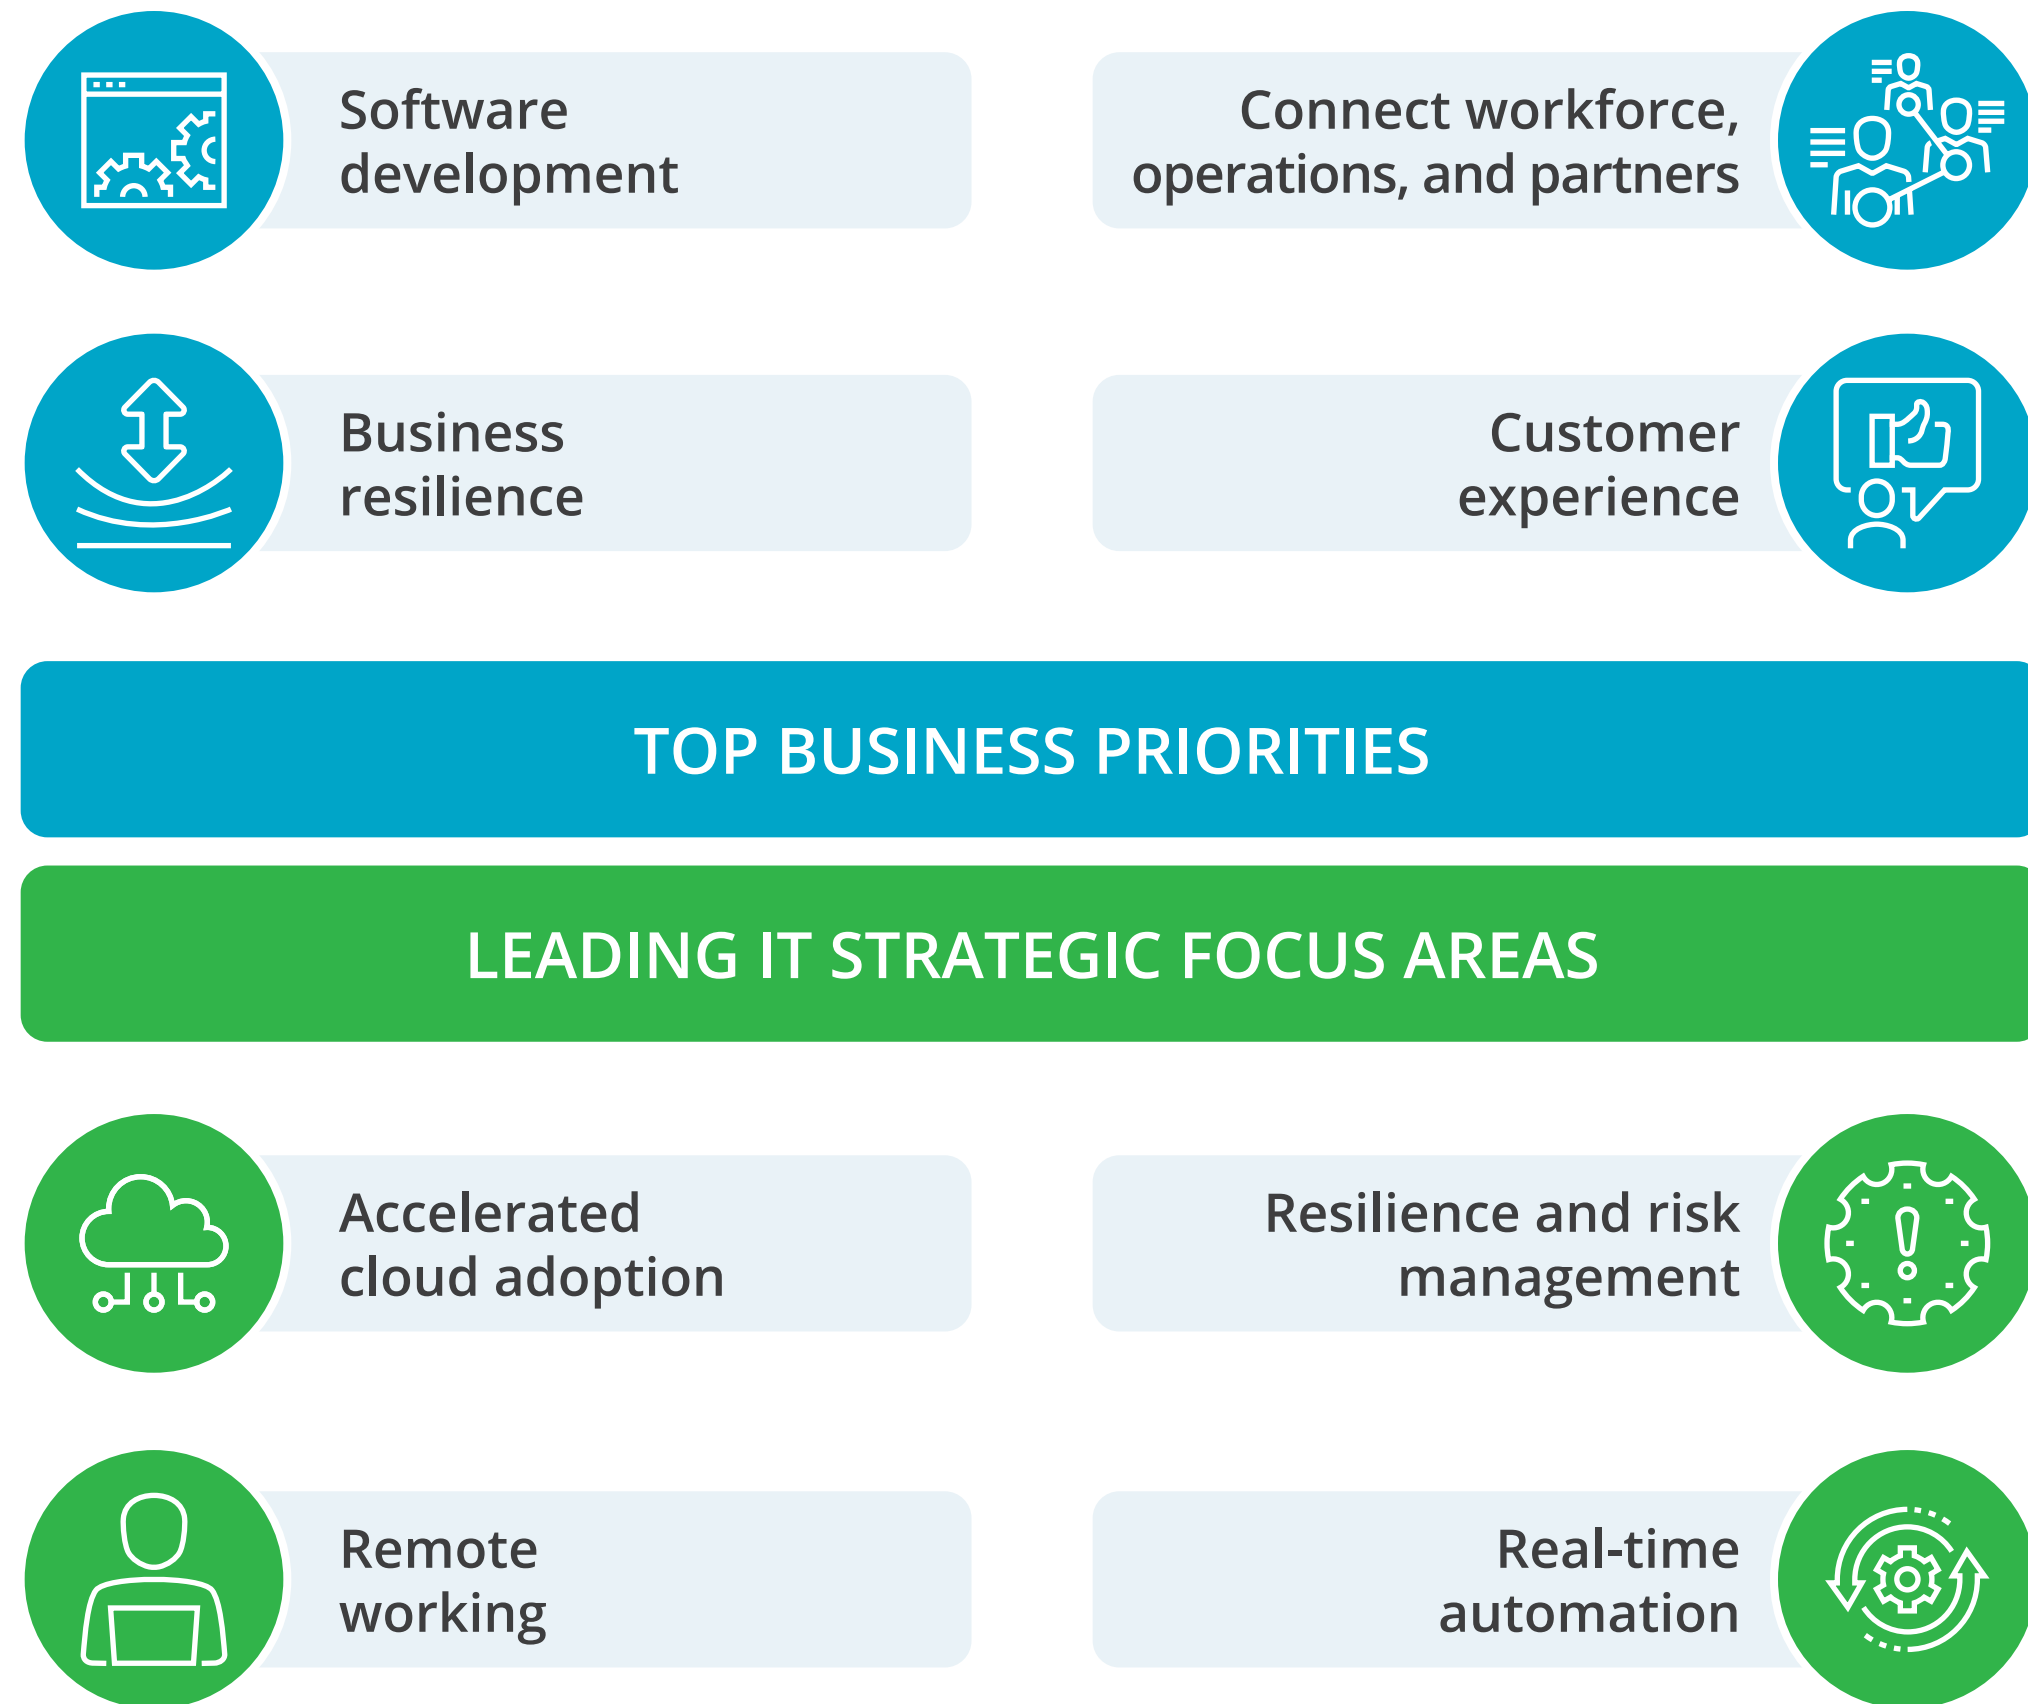 Software
development
Connect workforce,
operations, and partners
Business
resilience
Customer
experience
TOP BUSINESS PRIORITIES
LEADING IT STRATEGIC FOCUS AREAS
Accelerated
cloud adoption
Resilience and risk
management
Remote
working
Real-time
automation